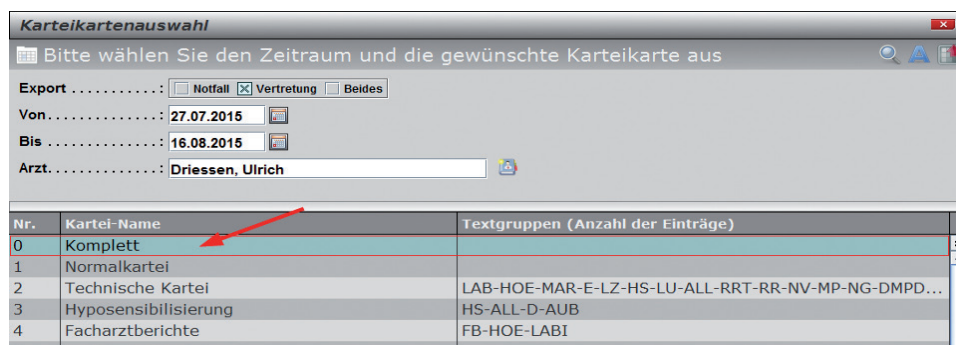 Karteikartenauswahl
Bitte wählen Sie den Zeitraum und die gewünschte Karteikarte aus
Export ...........: Notfall Vertretung Beides
Von..............: 27.07.2015
Bis ..............: 16.08.2015
Arzt..............: Driessen, Ulrich
Nr. Kartei-Name Textgruppen (Anzahl der Einträge)
0 Komplett
1 Normalkartei
2 Technische Kartei LAB-HOE-MAR-E-LZ-HS-LU-ALL-RRT-RR-NV-MP-NG-DMPD...
3 Hyposensibilisierung HS-ALL-D-AUB
4 Facharztberichte FB-HOE-LABI